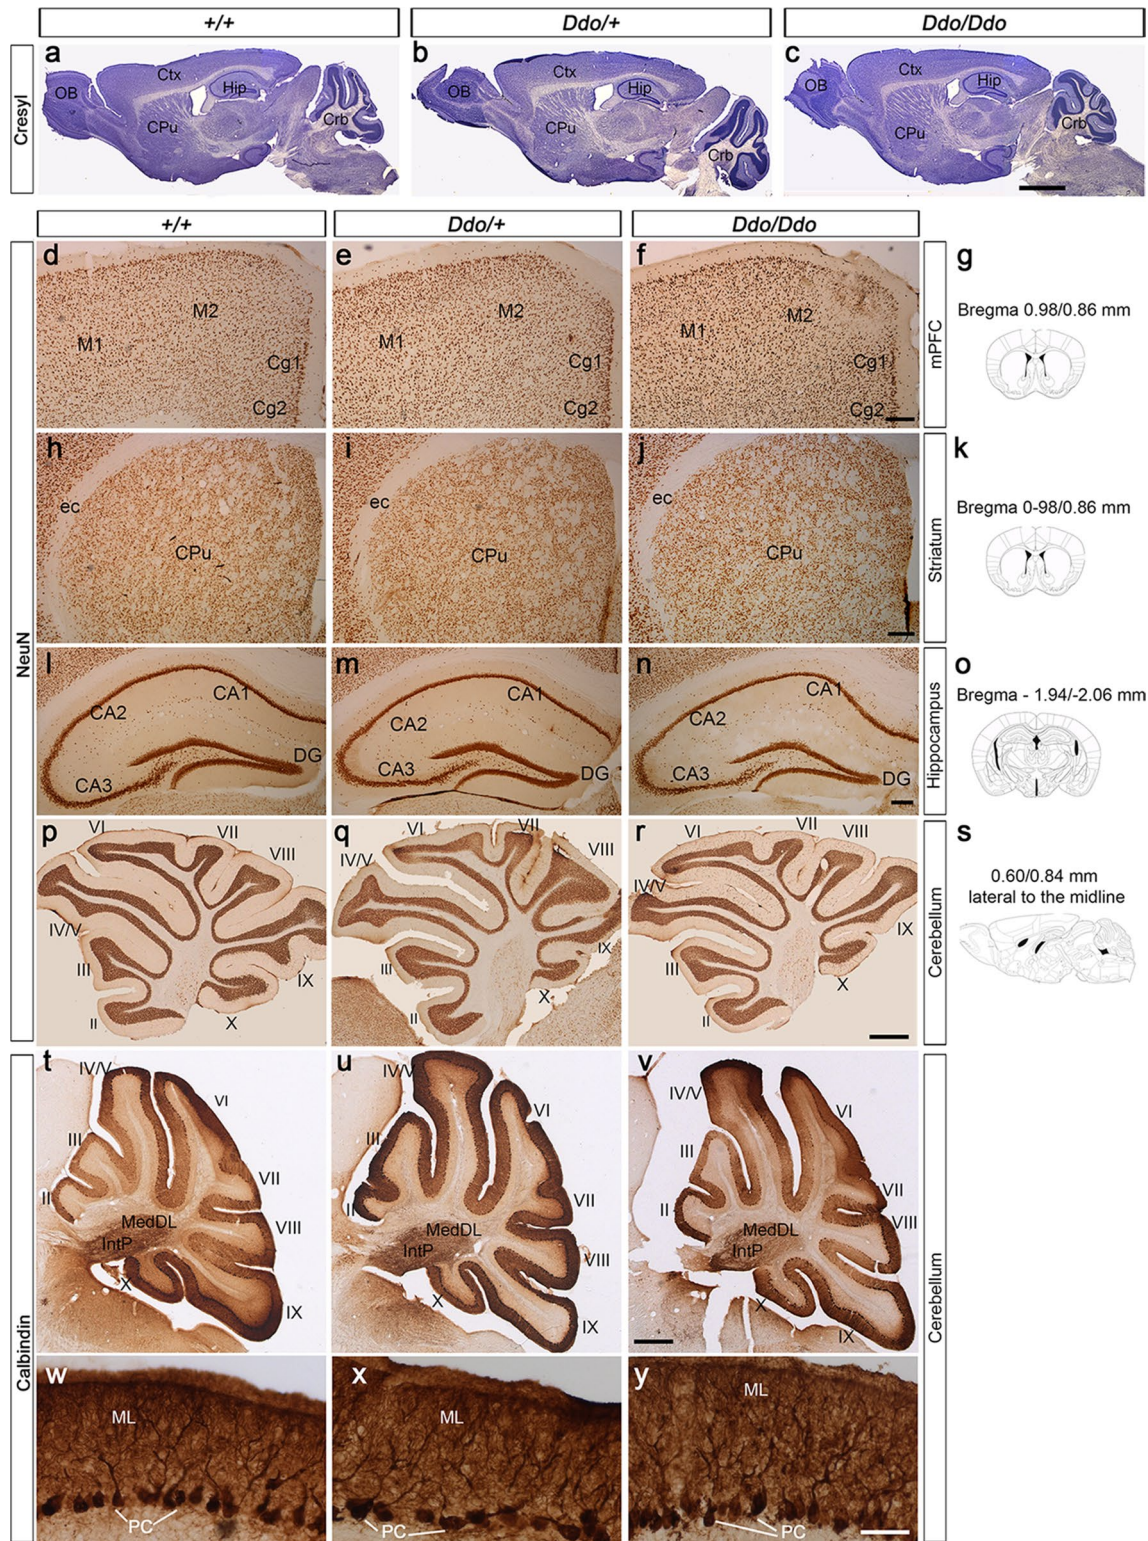 +/+
Ddo/+
Ddo/Ddo
Cresyl
a
OB
Ctx
Hip
CPu
Crb
b
OB
Ctx
Hip
CPu
Crb
c
OB
Ctx
Hip
CPu
Crb
+/+
Ddo/+
Ddo/Ddo
NeuN
d
M2
M1
Cg1
Cg2
e
M2
M1
Cg1
Cg2
f
M2
M1
Cg1
Cg2
mPFC
g
Bregma 0.98/0.86 mm
h
ec
CPu
i
CPu
j
ec
CPu
Striatum
k
Bregma 0-98/0.86 mm
l
CA1
CA2
CA3
DG
m
CA1
CA2
CA3
DG
n
CA1
CA2
CA3
DG
Hippocampus
o
Bregma - 1.94/-2.06 mm
p
VI
VII
VIII
IV/V
III
IX
II
X
q
VI
VII
VIII
IV/V
III
IX
II
X
r
VI
VII
VIII
IV/V
III
IX
II
X
Cerebellum
s
0.60/0.84 mm
lateral to the midline
Calbindin
t
IV/V
VI
III
II
VII
MedDL
VIII
IntP
X
IX
u
IV/V
VI
III
II
VII
MedDL
VIII
IntP
X
IX
v
IV/V
VI
III
II
VII
MedDL
VIII
IntP
X
IX
Cerebellum
w
ML
PC
x
ML
PC
y
ML
PC